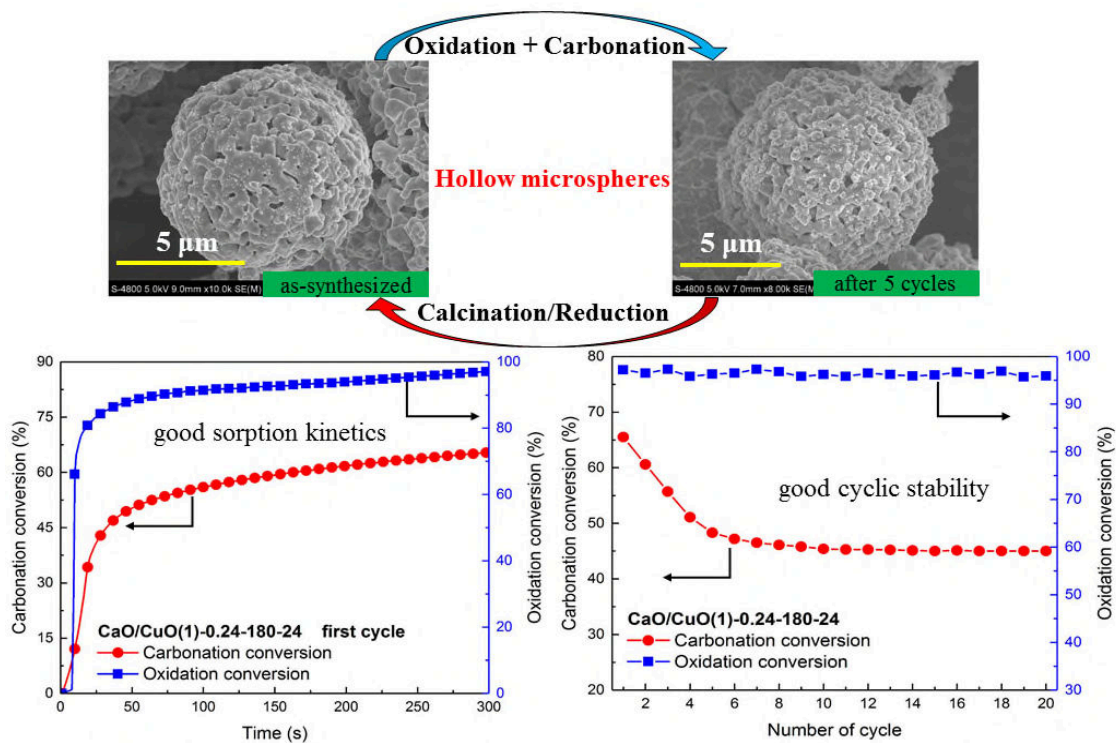 Oxidation + Carbonation
Hollow microspheres
5 μm
S-4800 5.0kV 9.0mm x10.0k SE(M)
as-synthesized
5 μm
S-4800 5.0kV 7.0mm x8.00k SE(M)
after 5 cycles
Calcination/Reduction
90
75
60
45
30
15
0
Carbonation conversion (%)
100
80
60
40
20
0
Oxidation conversion (%)
good sorption kinetics
CaO/CuO(1)-0.24-180-24 first cycle
Carbonation conversion
Oxidation conversion
0 50 100 150 200 250 300
Time (s)
80
70
60
50
40
30
20
Carbonation conversion (%)
100
90
80
70
60
50
40
30
Oxidation conversion (%)
good cyclic stability
CaO/CuO(1)-0.24-180-24
Carbonation conversion
Oxidation conversion
2 4 6 8 10 12 14 16 18 20
Number of cycle